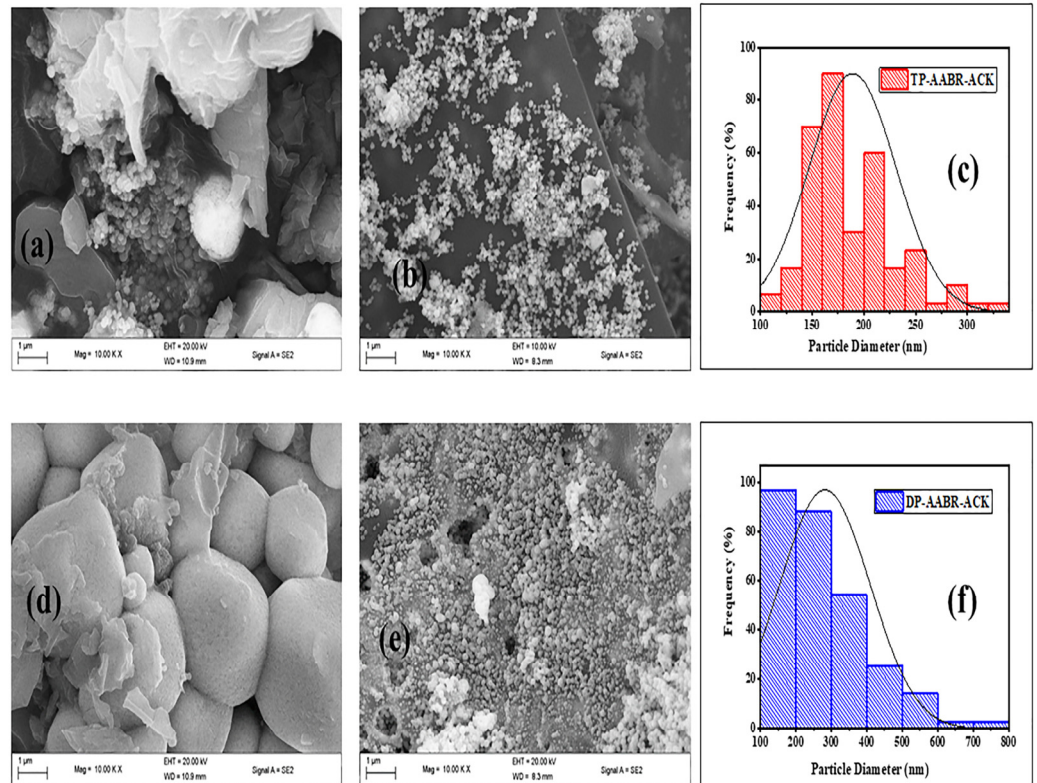 (a)
1 µm
Mag = 10.00 K X
EHT = 20.00 kV
WD = 10.9 mm
Signal A = SE2
(b)
1 µm
Mag = 10.00 K X
EHT = 10.00 kV
WD = 8.3 mm
Signal A = SE2
100
80
60
40
20
0
Frequency (%)
TP-AABR-ACK
(c)
100 150 200 250 300
Particle Diameter (nm)
(d)
1 µm
Mag = 10.00 K X
EHT = 20.00 kV
WD = 10.9 mm
Signal A = SE2
(e)
1 µm
Mag = 10.00 K X
EHT = 20.00 kV
WD = 8.3 mm
Signal A = SE2
100
80
60
40
20
0
Frequency (%)
DP-AABR-ACK
(f)
100 200 300 400 500 600 700 800
Particle Diameter (nm)